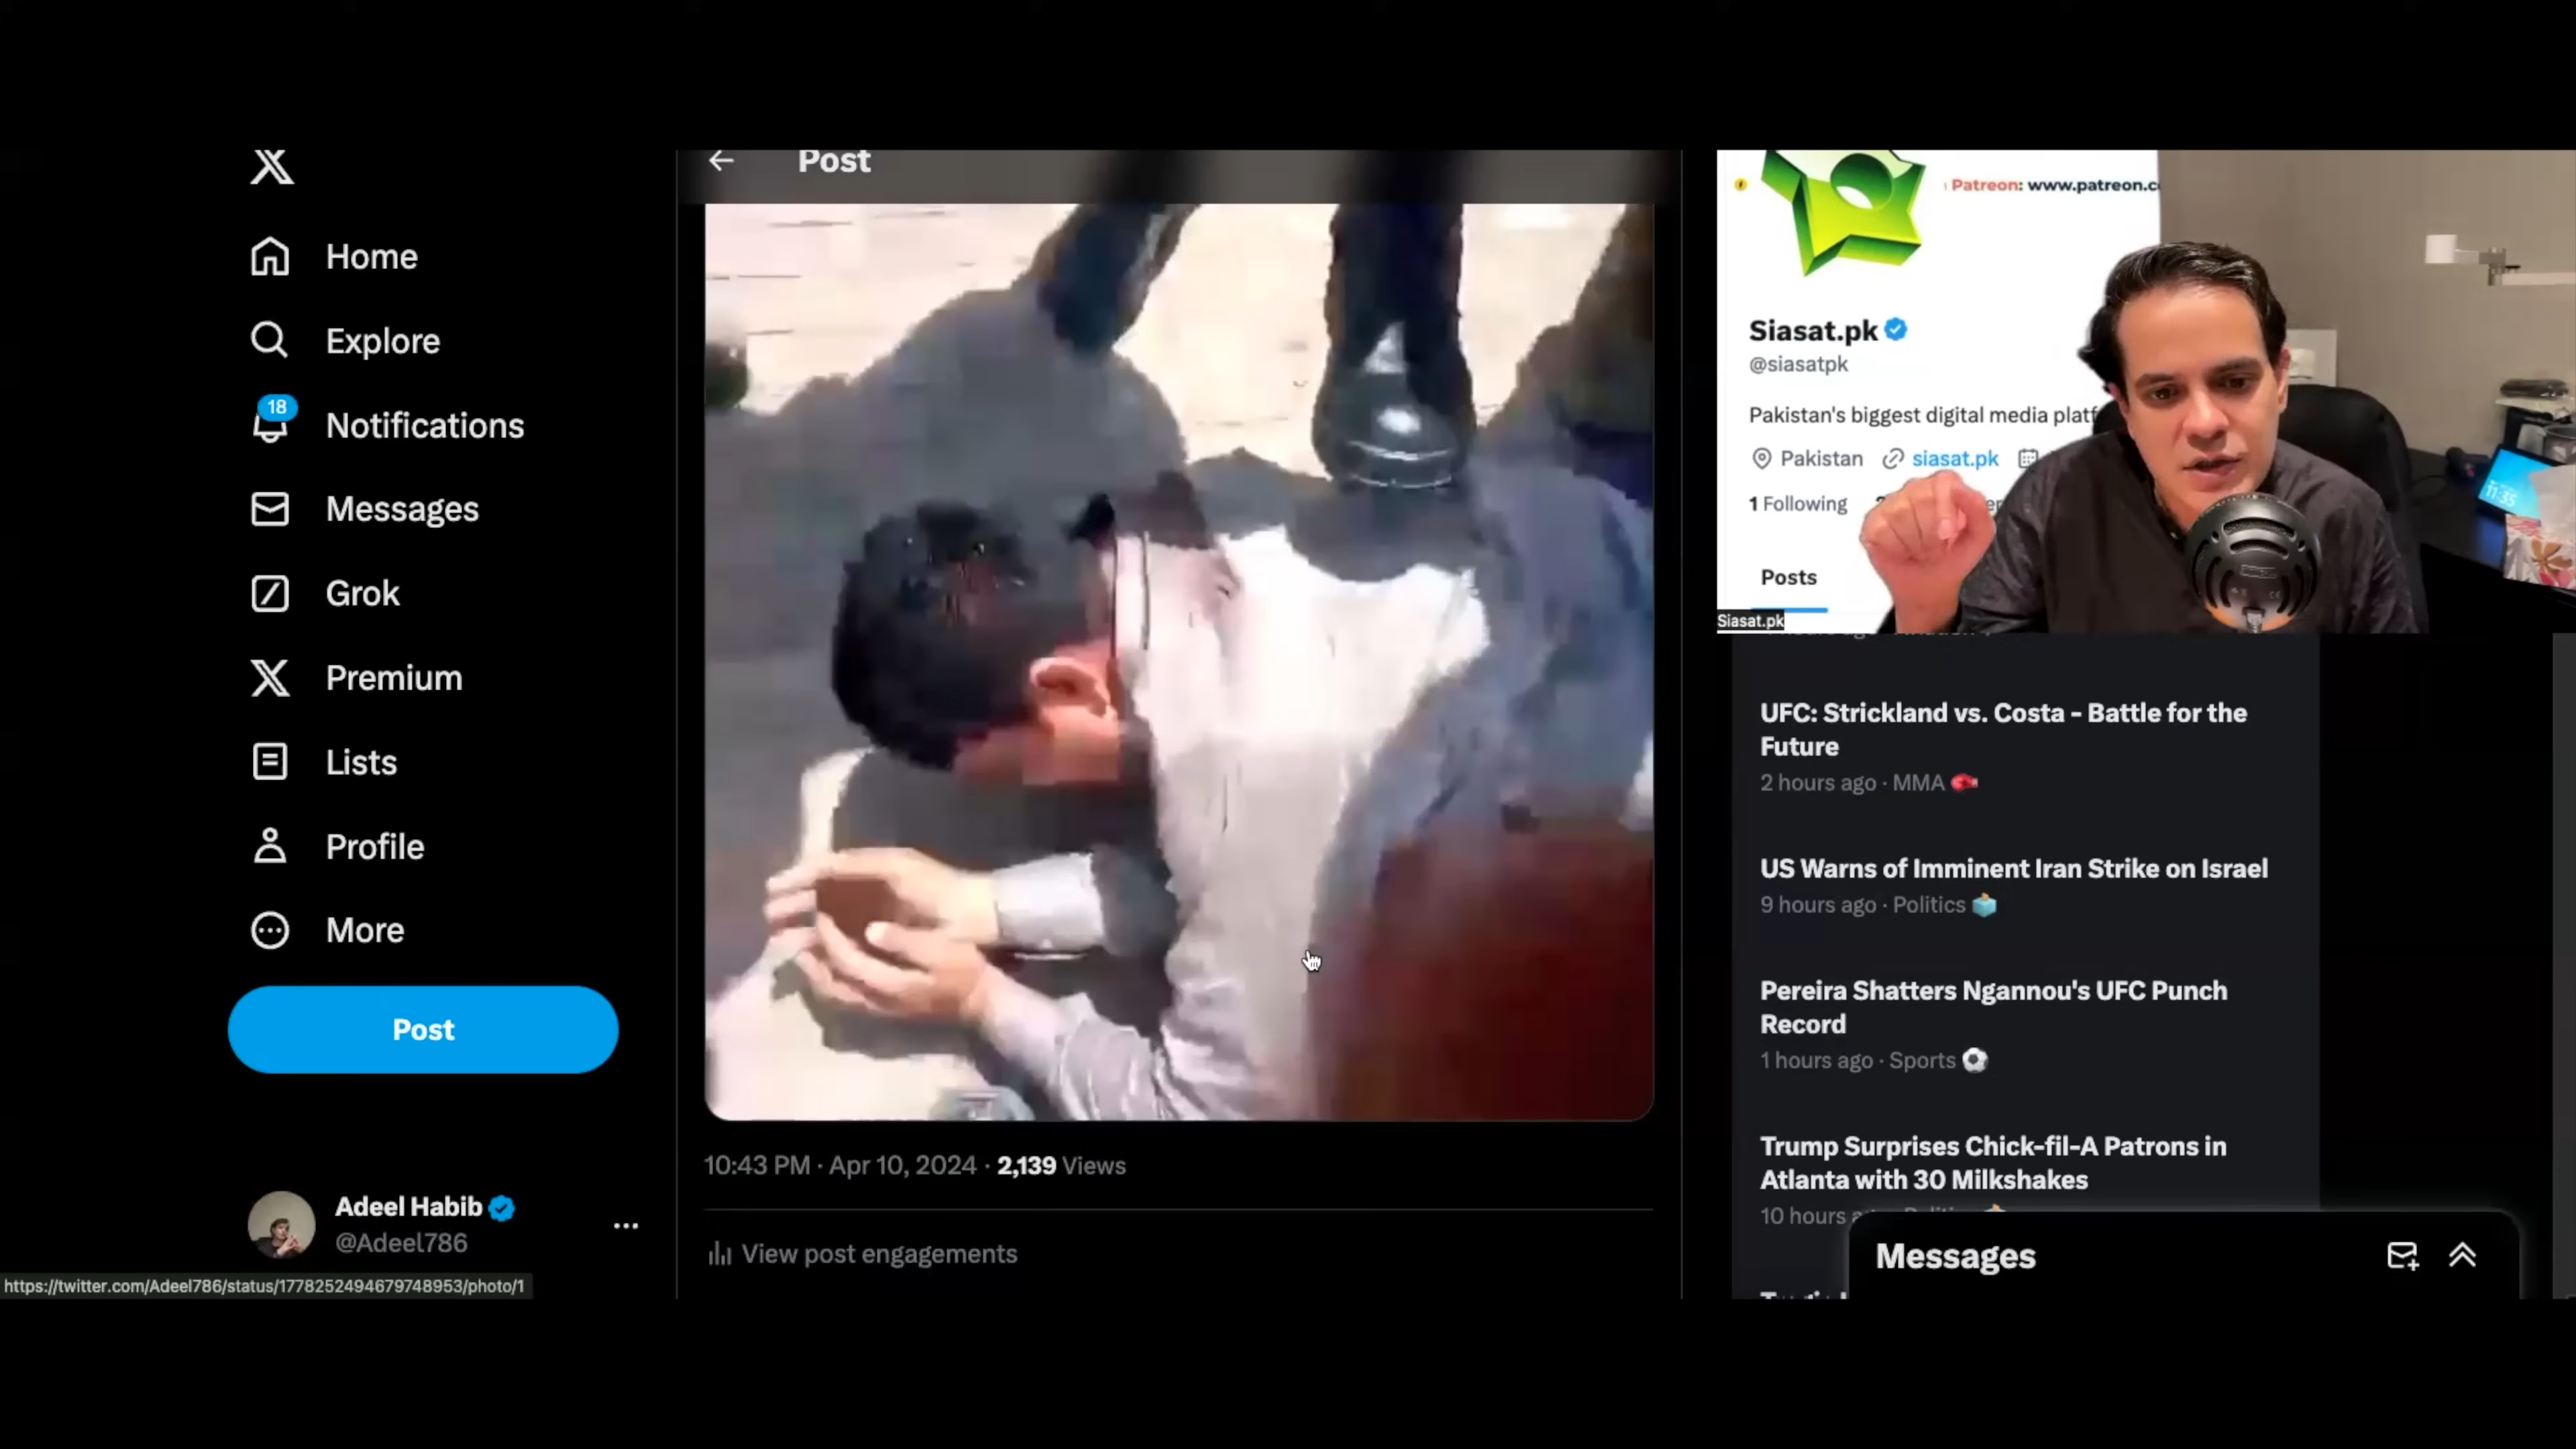 Post
Home
Explore
18
Notifications
Messages
Grok
Premium
Lists
Profile
More
Post
Adeel Habib
@Adeel786
https://twitter.com/Adeel786/status/1778252494679748953/photo/1
10:43 PM · Apr 10, 2024 · 2,139 Views
View post engagements
Patreon: www.patreon.c
Siasat.pk
@siasatpk
Pakistan's biggest digital media platf
Pakistan siasat.pk
1 Following
Posts
Siasat.pk
11:35
UFC: Strickland vs. Costa - Battle for the
Future
2 hours ago · MMA
US Warns of Imminent Iran Strike on Israel
9 hours ago · Politics
Pereira Shatters Ngannou's UFC Punch
Record
1 hours ago · Sports
Trump Surprises Chick-fil-A Patrons in
Atlanta with 30 Milkshakes
10 hours
Messages